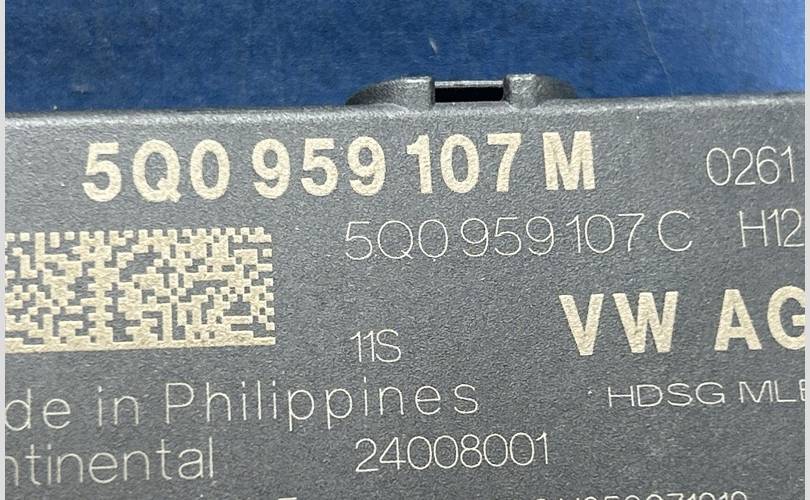 5Q0 959 107 M 0261
5Q0 959 107 C H12
VW AG
11S
de in Philippines HDSG MLB
ntinental 24008001